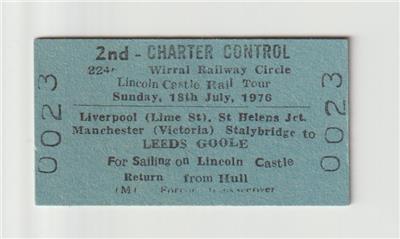 2nd - CHARTER CONTROL
Wirral Railway Circle
Lincoln Castle Rail Tour
Sunday, 18th July, 1976
Liverpool (Lime St), St Helens Jct.
Manchester (Victoria) Stalybridge to
LEEDS GOOLE
For Sailing on Lincoln Castle
Return from Hull
(M)
0023
0023